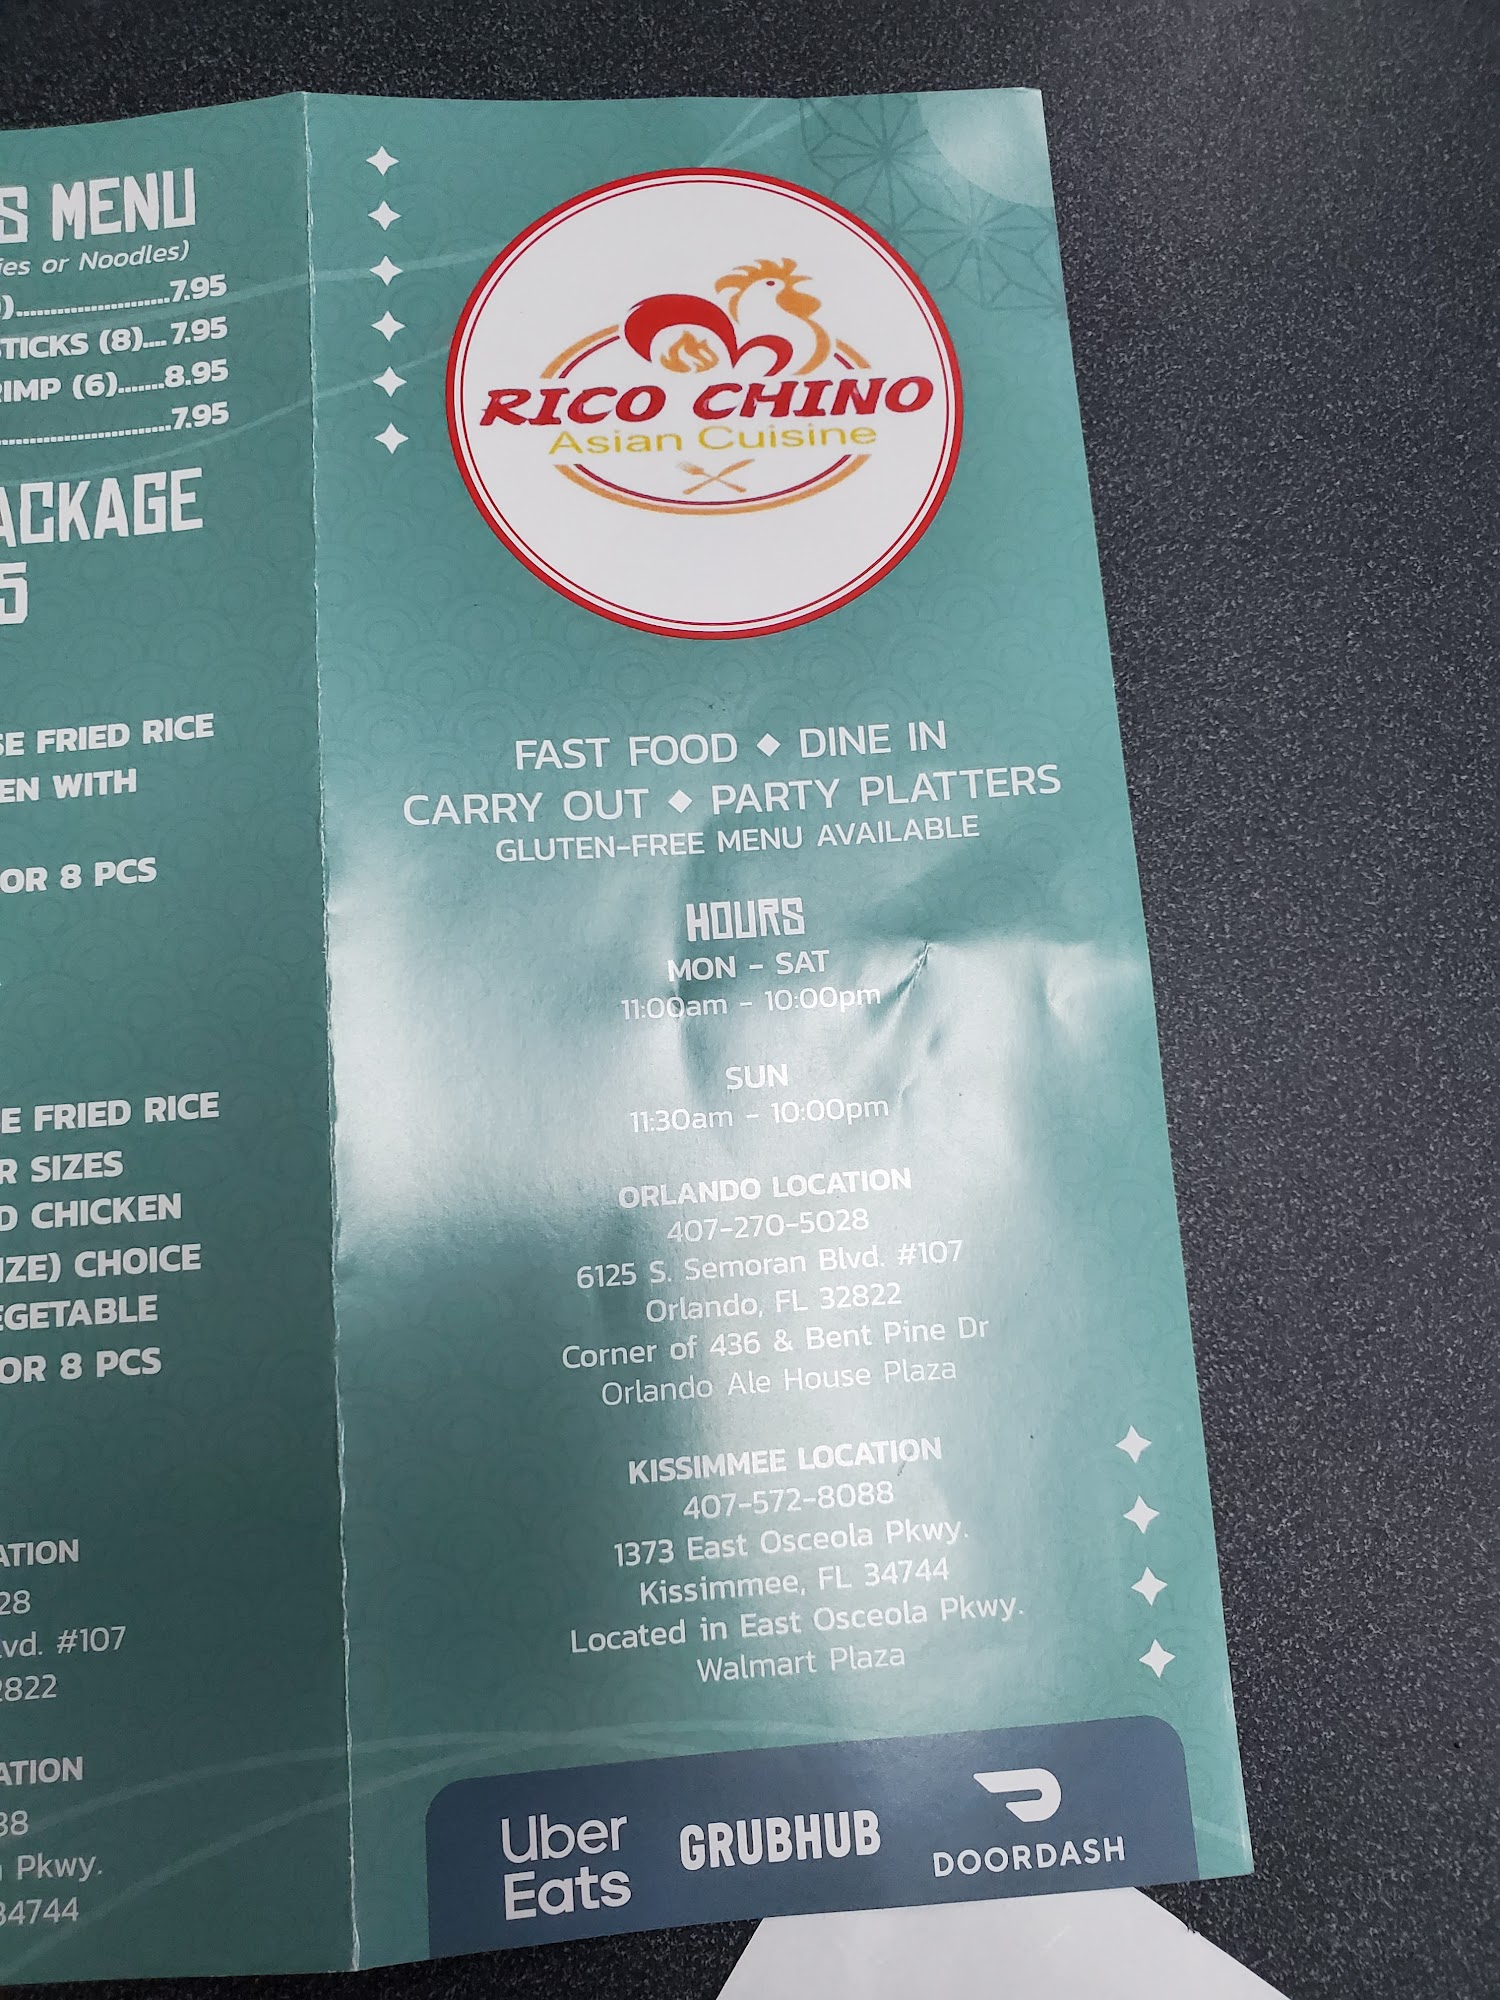 S MENU
ies or Noodles)
)........................7.95
TICKS (8)....7.95
RIMP (6).......8.95
........................7.95
ACKAGE
5
SE FRIED RICE
EN WITH
OR 8 PCS
E FRIED RICE
R SIZES
D CHICKEN
IZE) CHOICE
EGETABLE
OR 8 PCS
ATION
28
lvd. #107
2822
ATION
38
Pkwy.
34744
RICO CHINO
Asian Cuisine
FAST FOOD ◆ DINE IN
CARRY OUT ◆ PARTY PLATTERS
GLUTEN-FREE MENU AVAILABLE
HOURS
MON - SAT
11:00am - 10:00pm
SUN
11:30am - 10:00pm
ORLANDO LOCATION
407-270-5028
6125 S. Semoran Blvd. #107
Orlando, FL 32822
Corner of 436 & Bent Pine Dr
Orlando Ale House Plaza
KISSIMMEE LOCATION
407-572-8088
1373 East Osceola Pkwy.
Kissimmee, FL 34744
Located in East Osceola Pkwy.
Walmart Plaza
Uber
Eats
GRUBHUB
DOORDASH